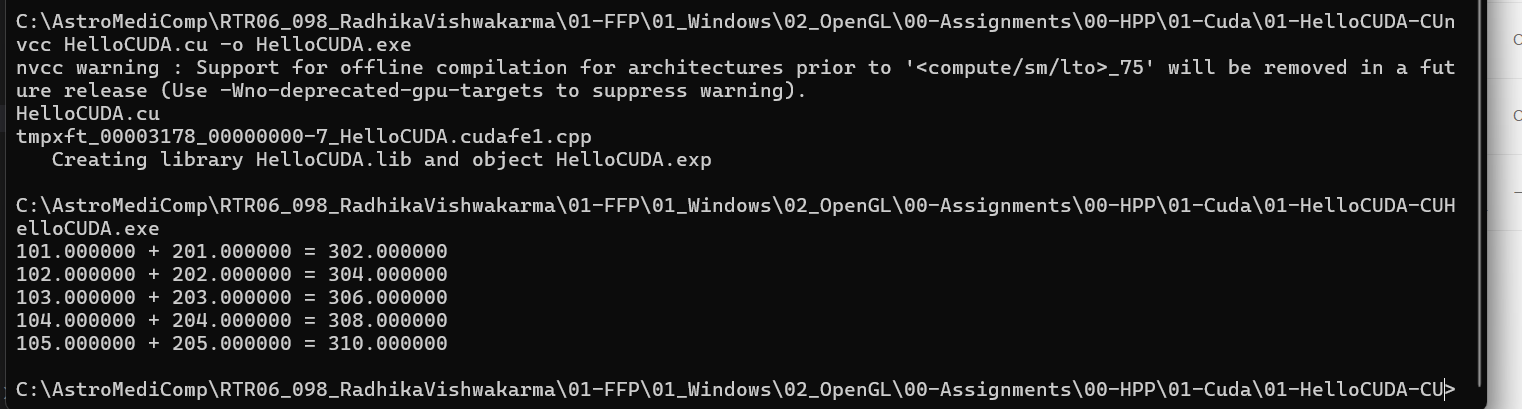 C:\AstroMediComp\RTR06_098_RadhikaVishwakarma\01-FFP\01_Windows\02_OpenGL\00-Assignments\00-HPP\01-Cuda\01-HelloCUDA-CUn
vcc HelloCUDA.cu -o HelloCUDA.exe
nvcc warning : Support for offline compilation for architectures prior to '<compute/sm/lto>_75' will be removed in a fut
ure release (Use -Wno-deprecated-gpu-targets to suppress warning).
HelloCUDA.cu
tmpxft_00003178_00000000-7_HelloCUDA.cudafe1.cpp
   Creating library HelloCUDA.lib and object HelloCUDA.exp
C:\AstroMediComp\RTR06_098_RadhikaVishwakarma\01-FFP\01_Windows\02_OpenGL\00-Assignments\00-HPP\01-Cuda\01-HelloCUDA-CUH
elloCUDA.exe
101.000000 + 201.000000 = 302.000000
102.000000 + 202.000000 = 304.000000
103.000000 + 203.000000 = 306.000000
104.000000 + 204.000000 = 308.000000
105.000000 + 205.000000 = 310.000000
C:\AstroMediComp\RTR06_098_RadhikaVishwakarma\01-FFP\01_Windows\02_OpenGL\00-Assignments\00-HPP\01-Cuda\01-HelloCUDA-CU>